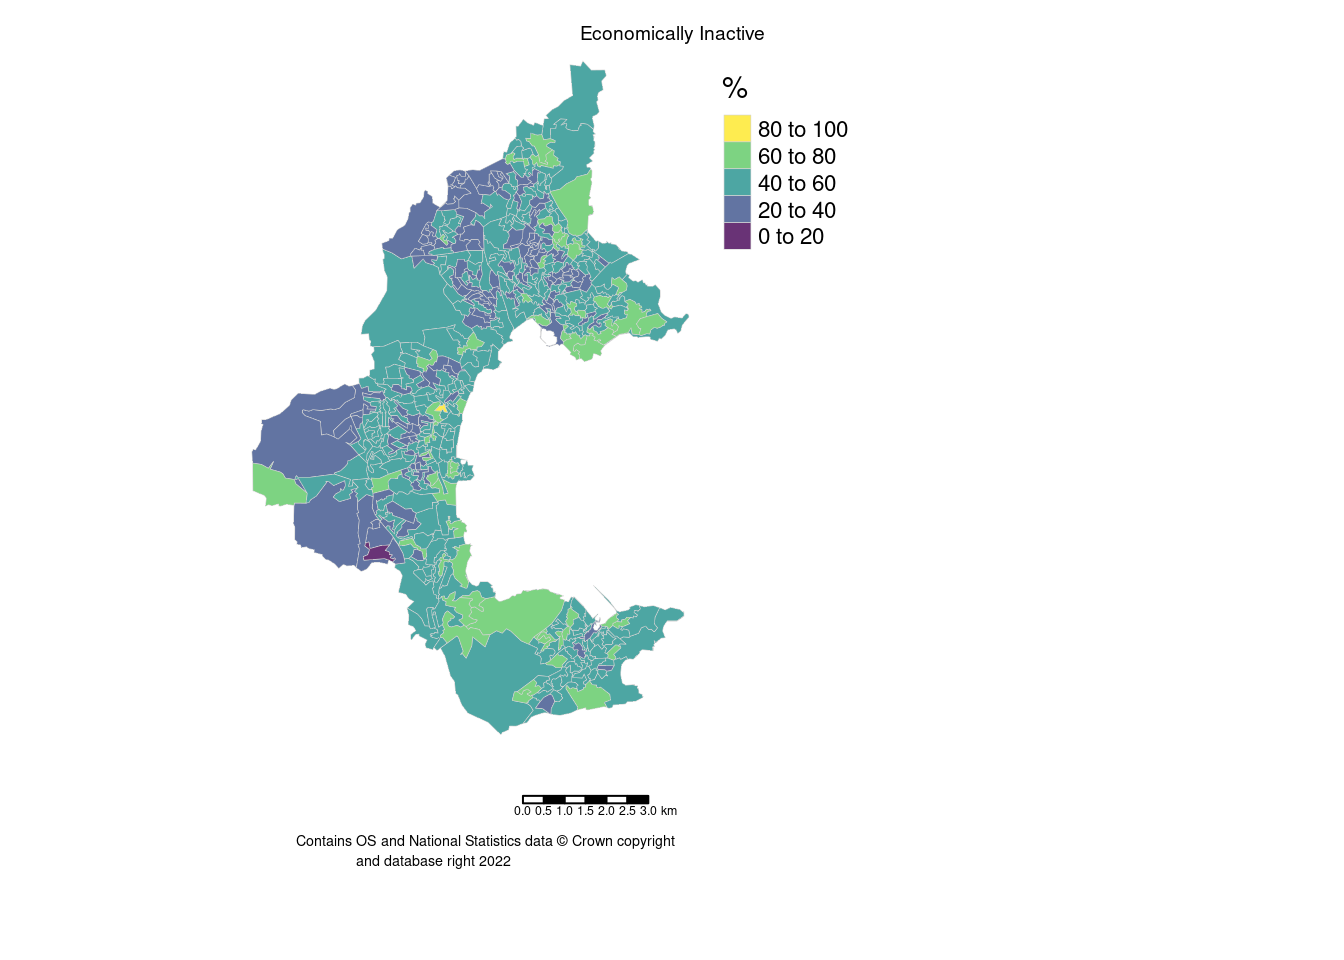 Economically Inactive
%
80 to 100
60 to 80
40 to 60
20 to 40
0 to 20
0.0 0.5 1.0 1.5 2.0 2.5 3.0 km
Contains OS and National Statistics data © Crown copyright
and database right 2022